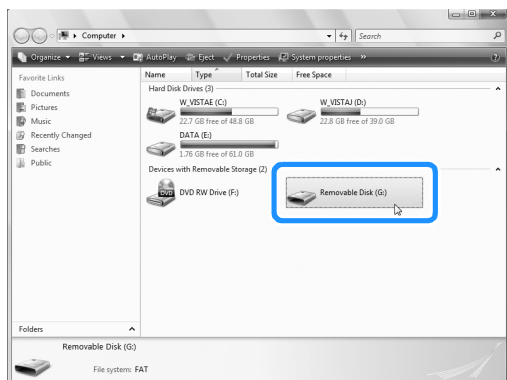 Computer
Search
Organize Views AutoPlay Eject Properties System properties »
Favorite Links
Documents
Pictures
Music
Recently Changed
Searches
Public
Folders
Name Type Total Size Free Space
Hard Disk Drives (3)
W_VISTAE (C:)
22.7 GB free of 48.8 GB
W_VISTAJ (D:)
22.8 GB free of 39.0 GB
DATA (E:)
1.76 GB free of 61.0 GB
Devices with Removable Storage (2)
DVD
DVD RW Drive (F:)
Removable Disk (G:)
Removable Disk (G:)
File system: FAT